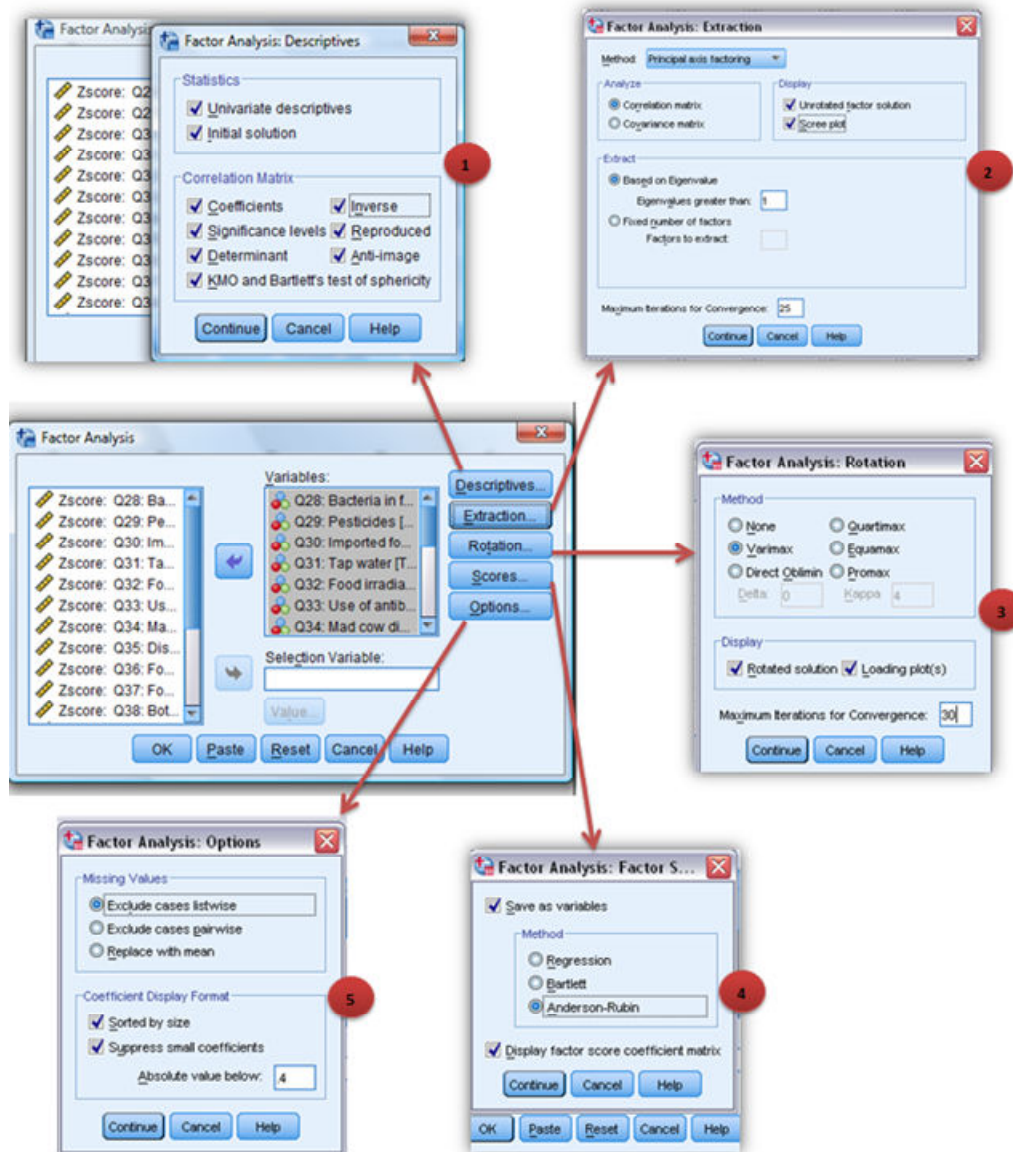 Factor Analysis
Zscore: Q2
Zscore: Q2
Zscore: Q3
Zscore: Q3
Zscore: Q3
Zscore: Q3
Zscore: Q3
Zscore: Q3
Zscore: Q3
Zscore: Q3
Zscore: Q3
Factor Analysis: Descriptives
Statistics
Univariate descriptives
Initial solution
Correlation Matrix
Coefficients Inverse
Significance levels Reproduced
Determinant Anti-image
KMO and Bartlett's test of sphericity
Continue Cancel Help
1
Factor Analysis: Extraction
Method: Principal axis factoring
Analyze
Correlation matrix
Covariance matrix
Display
Unrotated factor solution
Scree plot
Extract
Based on Eigenvalue
Eigenvalues greater than: 1
Fixed number of factors
Factors to extract:
Maximum Iterations for Convergence: 25
Continue Cancel Help
2
Factor Analysis
Zscore: Q28: Ba...
Zscore: Q29: Pe...
Zscore: Q30: Im...
Zscore: Q31: Ta...
Zscore: Q32: Fo...
Zscore: Q33: Us...
Zscore: Q34: Ma...
Zscore: Q35: Dis...
Zscore: Q36: Fo...
Zscore: Q37: Fo...
Zscore: Q38: Bot...
Variables:
Q28: Bacteria in f...
Q29: Pesticides [...
Q30: Imported fo...
Q31: Tap water [T...
Q32: Food irradia...
Q33: Use of antib...
Q34: Mad cow di...
Selection Variable:
Value...
Descriptives...
Extraction...
Rotation...
Scores...
Options...
OK Paste Reset Cancel Help
Factor Analysis: Rotation
Method
None Quartimax
Varimax Equamax
Direct Oblimin Promax
Delta: 0 Kappa 4
Display
Rotated solution Loading plot(s)
Maximum Iterations for Convergence: 30
Continue Cancel Help
3
Factor Analysis: Options
Missing Values
Exclude cases listwise
Exclude cases pairwise
Replace with mean
Coefficient Display Format
Sorted by size
Suppress small coefficients
Absolute value below: .4
Continue Cancel Help
5
Factor Analysis: Factor S...
Save as variables
Method
Regression
Bartlett
Anderson-Rubin
Display factor score coefficient matrix
Continue Cancel Help
4
OK Paste Reset Cancel Help